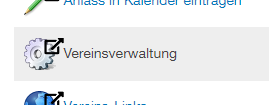 Anlass in Kalender eintragen
Vereinsverwaltung
Vereins-Links